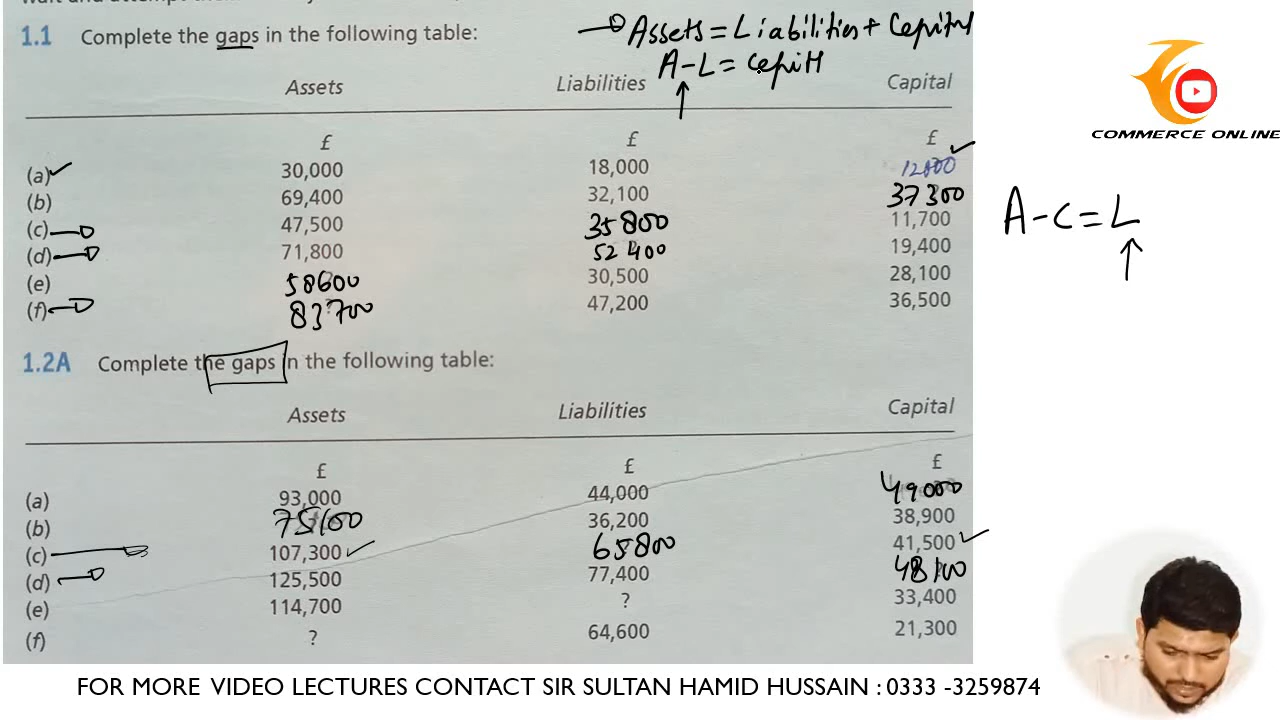 1.1 Complete the gaps in the following table:
→ Assets = Liabilities + Capital
A - L = Capital
Assets Liabilities Capital
£ £ £
(a) 30,000 18,000 12000
(b) 69,400 32,100 37300
(c) 47,500 35800 11,700
(d) 71,800 52400 19,400
(e) 58600 30,500 28,100
(f) 83700 47,200 36,500
A - C = L
1.2A Complete the gaps in the following table:
Assets Liabilities Capital
£ £ £
(a) 93,000 44,000 49000
(b) 75100 36,200 38,900
(c) 107,300 65800 41,500
(d) 125,500 77,400 48100
(e) 114,700 ? 33,400
(f) ? 64,600 21,300
COMMERCE ONLINE
FOR MORE VIDEO LECTURES CONTACT SIR SULTAN HAMID HUSSAIN : 0333 -3259874